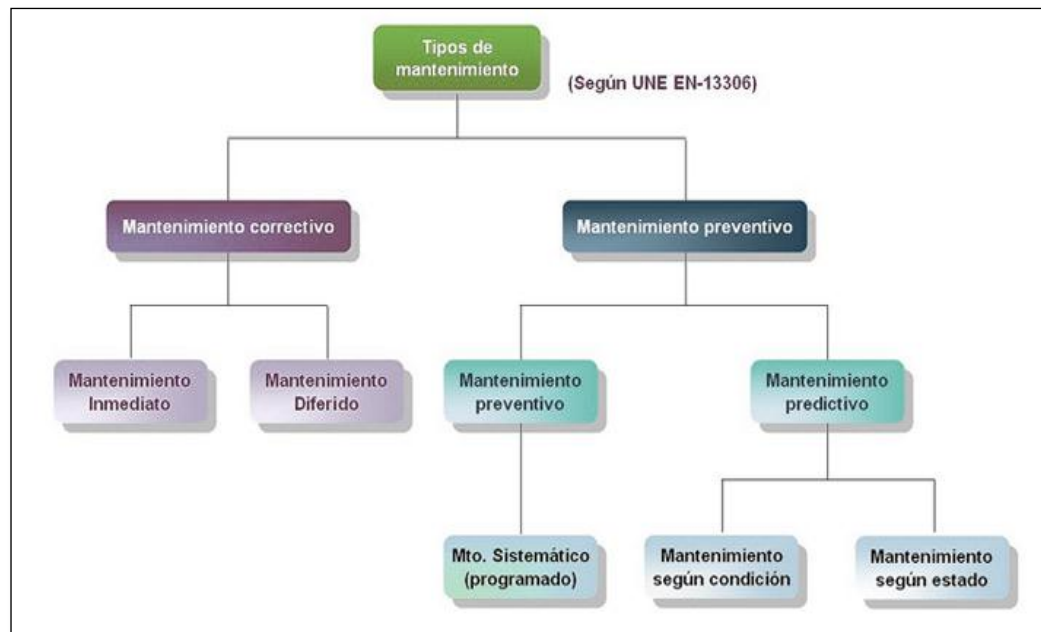 Tipos de
mantenimiento
(Según UNE EN-13306)
Mantenimiento correctivo
Mantenimiento preventivo
Mantenimiento
Inmediato
Mantenimiento
Diferido
Mantenimiento
preventivo
Mantenimiento
predictivo
Mto. Sistemático
(programado)
Mantenimiento
según condición
Mantenimiento
según estado